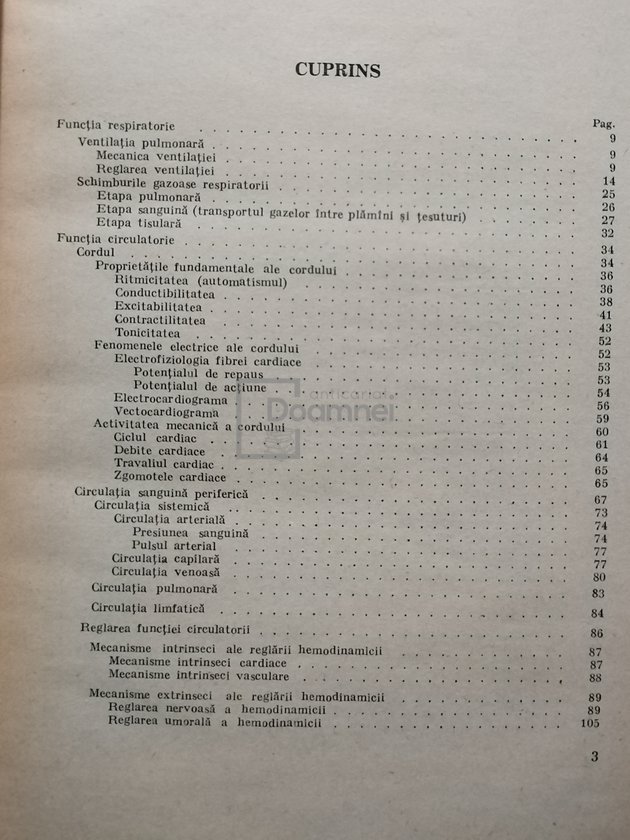 CUPRINS
Pag.
Funcția respiratorie . . . . . 9
Ventilația pulmonară . . . . . 9
Mecanica ventilației . . . . . 9
Reglarea ventilației . . . . . 14
Schimburile gazoase respiratorii . . . . . 25
Etapa pulmonară . . . . . 26
Etapa sanguină (transportul gazelor între plămîni și țesuturi) . . . . . 27
Etapa tisulară . . . . . 32
Funcția circulatorie . . . . . 34
Cordul . . . . . 34
Proprietățile fundamentale ale cordului . . . . . 36
Ritmicitatea (automatismul) . . . . . 36
Conductibilitatea . . . . . 38
Excitabilitatea . . . . . 41
Contractilitatea . . . . . 43
Tonicitatea . . . . . 52
Fenomenele electrice ale cordului . . . . . 52
Electrofiziologia fibrei cardiace . . . . . 53
Potențialul de repaus . . . . . 53
Potențialul de acțiune . . . . . 54
Electrocardiograma . . . . . 56
Vectocardiograma . . . . . 59
Activitatea mecanică a cordului . . . . . 60
Ciclul cardiac . . . . . 61
Debite cardiace . . . . . 64
Travaliul cardiac . . . . . 65
Zgomotele cardiace . . . . . 65
Circulația sanguină periferică . . . . . 67
Circulația sistemică . . . . . 73
Circulația arterială . . . . . 74
Presiunea sanguină . . . . . 74
Pulsul arterial . . . . . 77
Circulația capilară . . . . . 77
Circulația venoasă . . . . . 80
Circulația pulmonară . . . . . 83
Circulația limfatică . . . . . 84
Reglarea funcției circulatorii . . . . . 86
Mecanisme intrinseci ale reglării hemodinamicii . . . . . 87
Mecanisme intrinseci cardiace . . . . . 87
Mecanisme intrinseci vasculare . . . . . 88
Mecanisme extrinseci ale reglării hemodinamicii . . . . . 89
Reglarea nervoasă a hemodinamicii . . . . . 89
Reglarea umorală a hemodinamicii . . . . . 105
3
anticariat
Doamnei